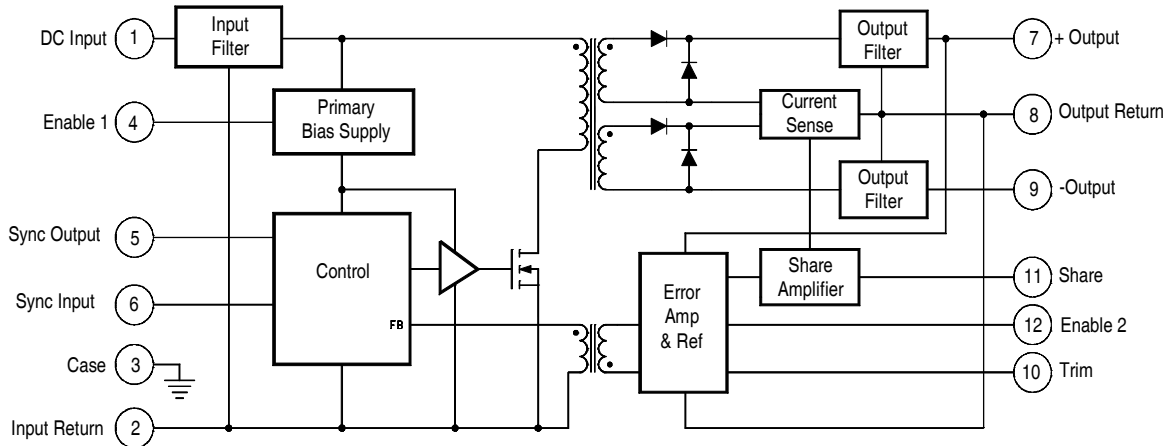 DC Input
1
Input
Filter
Output
Filter
7
+ Output
Enable 1
4
Primary
Bias Supply
Current
Sense
8
Output Return
Output
Filter
9
-Output
Sync Output
5
Control
Sync Input
6
FB
Error
Amp
& Ref
Share
Amplifier
11
Share
12
Enable 2
Case
3
10
Trim
Input Return
2